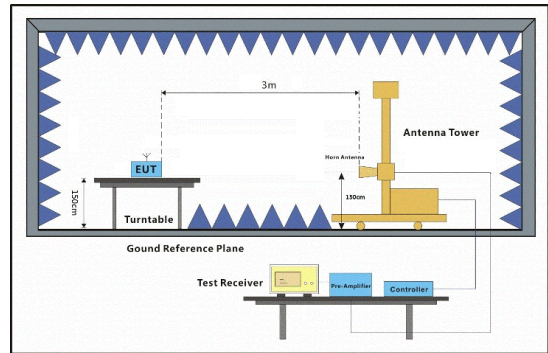 3m
Antenna Tower
Horn Antenna
EUT
150cm
150cm
Turntable
Gound Reference Plane
Test Receiver
Pre-Amplifier
Controller